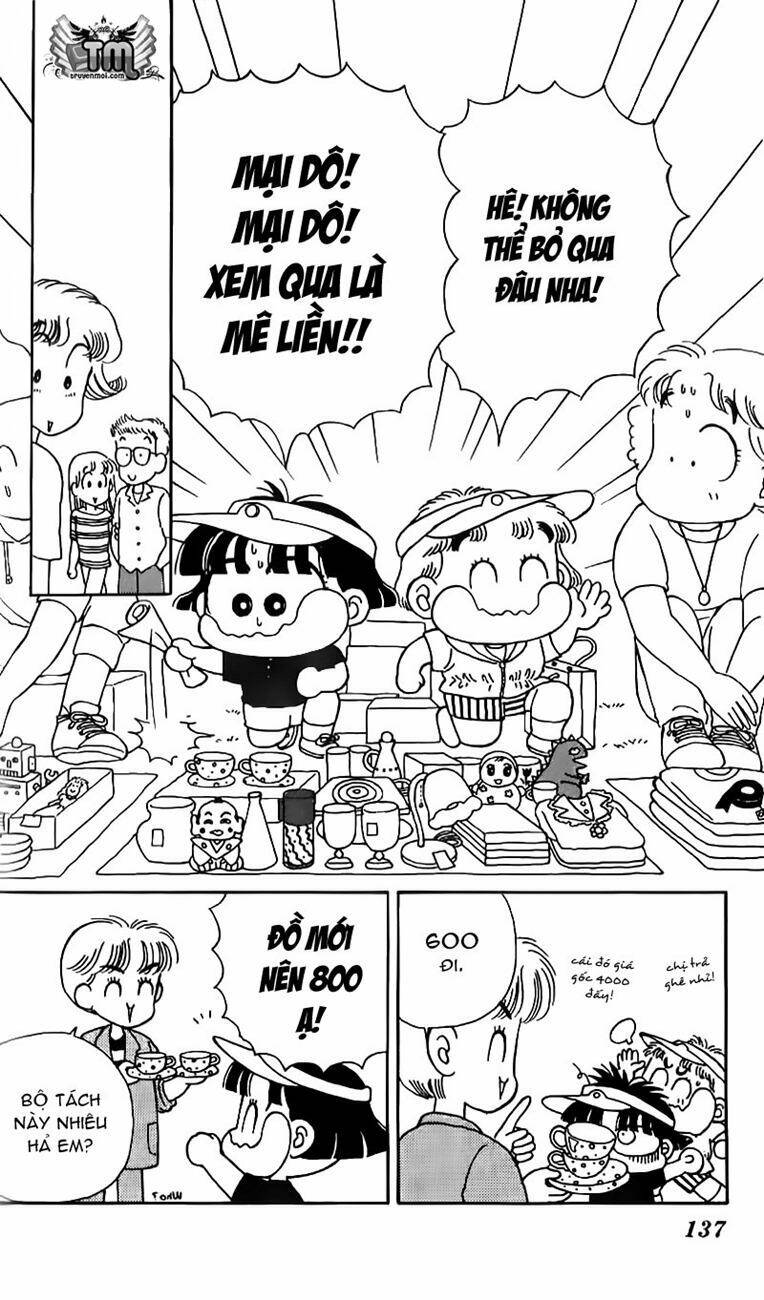 TM
truyenmoi.com
HÊ! KHÔNG
THỂ BỎ QUA
ĐÂU NHA!
MẠI DÔ!
MẠI DÔ!
XEM QUA LÀ
MÊ LIỀN!!
BỘ TÁCH
NÀY NHIÊU
HẢ EM?
ĐỒ MỚI
NÊN 800
Ạ!
600
ĐI.
cái đó giá
gốc 4000
đấy!
chị trả
ghê nhỉ!
137